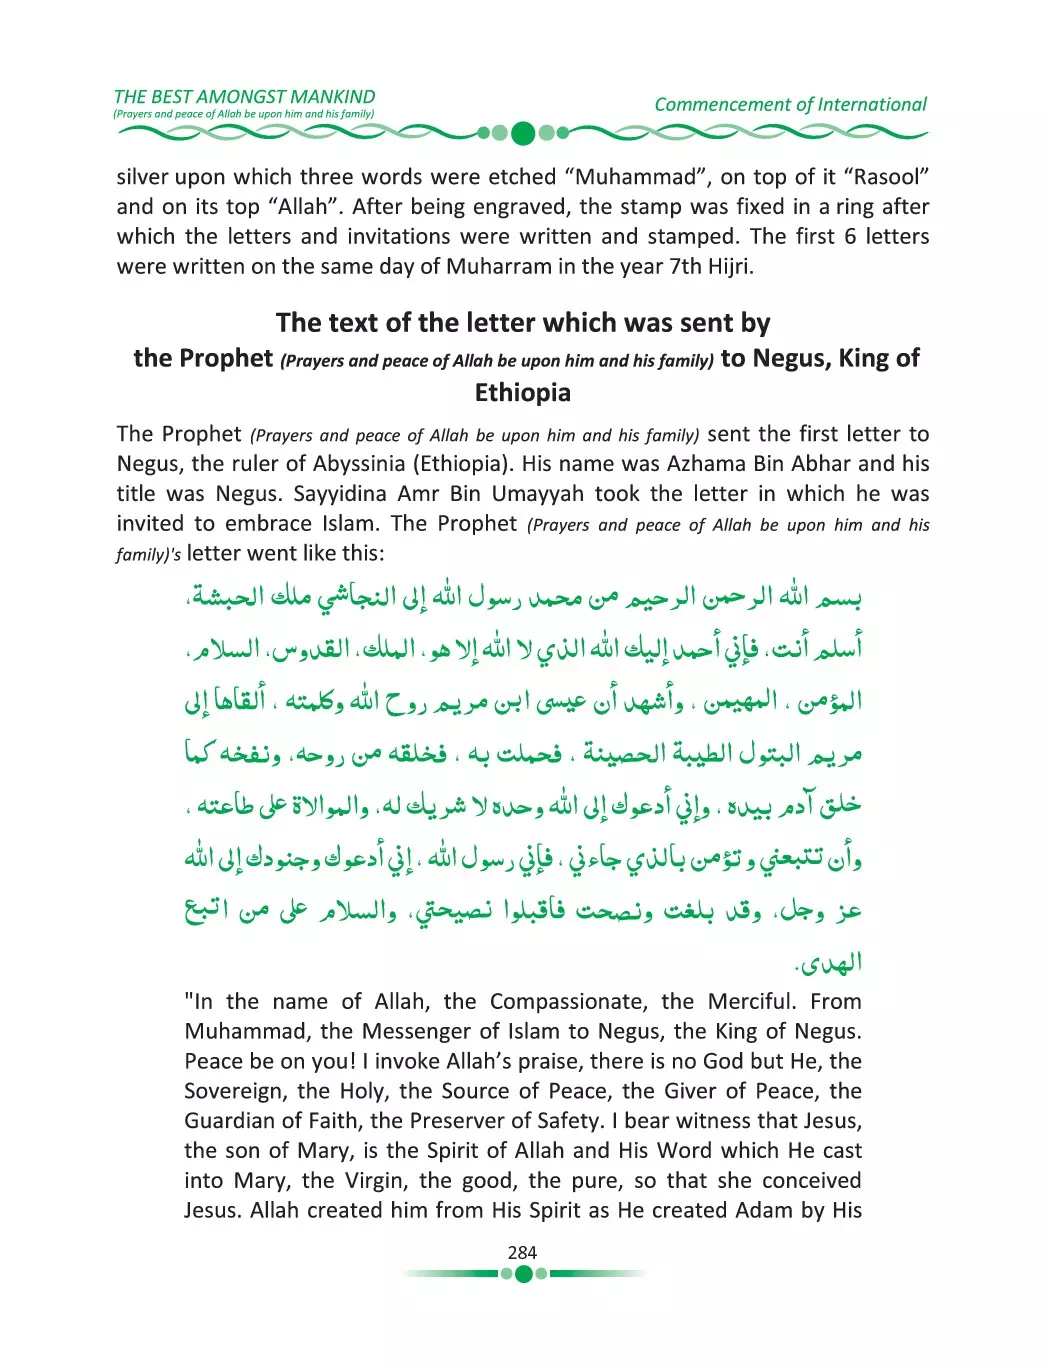 THE BEST AMONGST MANKIND
(Prayers and peace of Allah be upon him and his family)
Commencement of International
silver upon which three words were etched “Muhammad”, on top of it “Rasool”
and on its top “Allah”. After being engraved, the stamp was fixed in a ring after
which the letters and invitations were written and stamped. The first 6 letters
were written on the same day of Muharram in the year 7th Hijri.
The text of the letter which was sent by
the Prophet (Prayers and peace of Allah be upon him and his family) to Negus, King of
Ethiopia
The Prophet (Prayers and peace of Allah be upon him and his family) sent the first letter to
Negus, the ruler of Abyssinia (Ethiopia). His name was Azhama Bin Abhar and his
title was Negus. Sayyidina Amr Bin Umayyah took the letter in which he was
invited to embrace Islam. The Prophet (Prayers and peace of Allah be upon him and his
family)'s letter went like this:
بسم الله الرحمن الرحيم من محمد رسول الله إلى النجاشي ملك الحبشة،
أسلم أنت، فإني أحمد إليك الله الذي لا الله إلا هو، الملك، القدوس، السلام،
المؤمن ، المهيمن ، وأشهد أن عيسى ابن مريم روح الله وكلمته ، ألقاها إلى
مريم البتول الطيبة الحصينة ، فحملت به ، فخلقه من روحه، ونفخه كما
خلق آدم بيده ، وإني أدعوك إلى الله وحده لا شريك له، والموالاة على طاعته ،
وأن تتبعني و تؤمن بالذي جاءني ، فإني رسول الله ، إني أدعوك وجنودك إلى الله
عز وجل، وقد بلغت ونصحت فاقبلوا نصيحتي، والسلام على من اتبع
الهدى.
"In the name of Allah, the Compassionate, the Merciful. From
Muhammad, the Messenger of Islam to Negus, the King of Negus.
Peace be on you! I invoke Allah’s praise, there is no God but He, the
Sovereign, the Holy, the Source of Peace, the Giver of Peace, the
Guardian of Faith, the Preserver of Safety. I bear witness that Jesus,
the son of Mary, is the Spirit of Allah and His Word which He cast
into Mary, the Virgin, the good, the pure, so that she conceived
Jesus. Allah created him from His Spirit as He created Adam by His
284